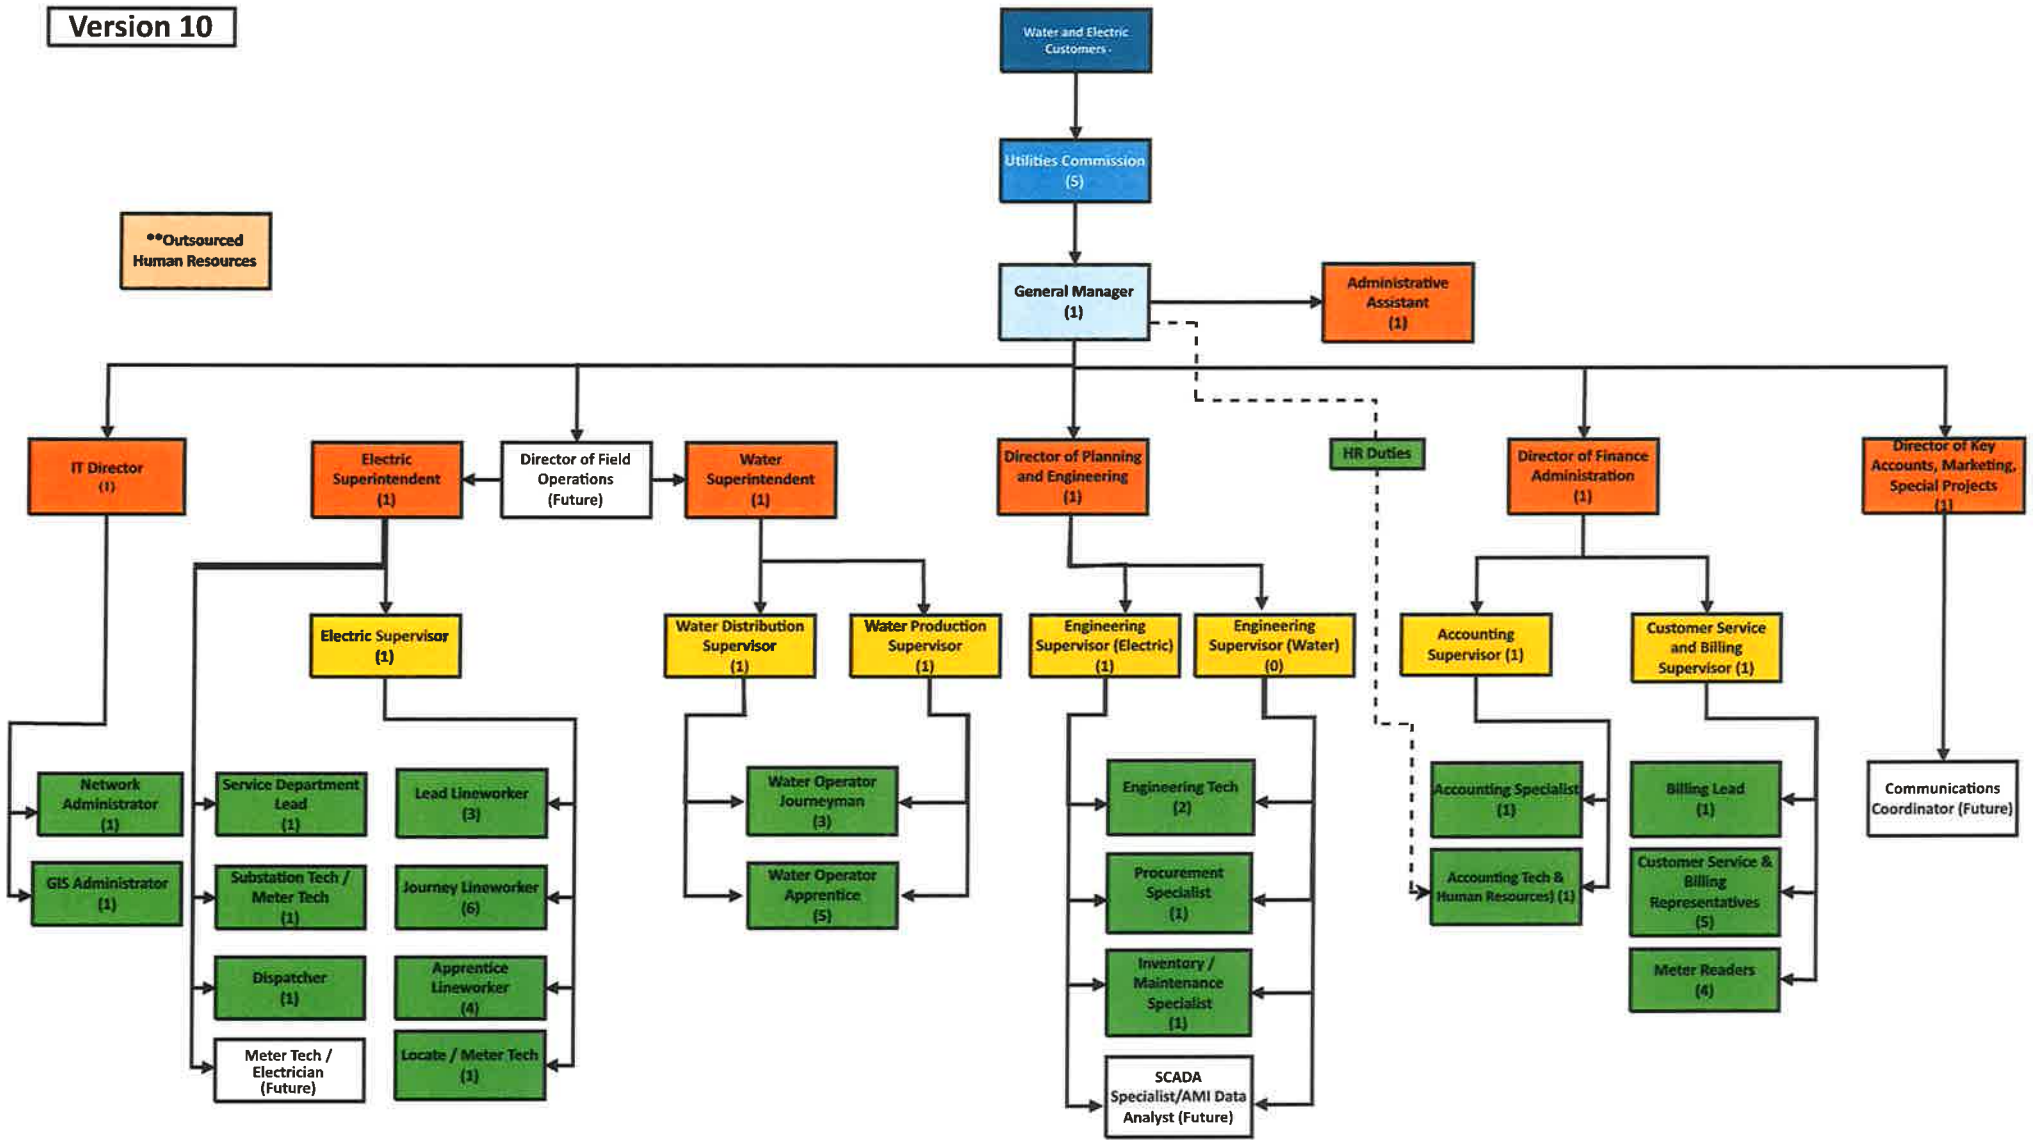 Version 10
Water and Electric
Customers -
Utilities Commission
(5)
**Outsourced
Human Resources
General Manager
(1)
Administrative
Assistant
(1)
IT Director
(1)
Electric
Superintendent
(1)
Director of Field
Operations
(Future)
Water
Superintendent
(1)
Director of Planning
and Engineering
(1)
HR Duties
Director of Finance
Administration
(1)
Director of Key
Accounts, Marketing,
Special Projects
(1)
Electric Supervisor
(1)
Water Distribution
Supervisor
(1)
Water Production
Supervisor
(1)
Engineering
Supervisor (Electric)
(1)
Engineering
Supervisor (Water)
(0)
Accounting
Supervisor (1)
Customer Service
and Billing
Supervisor (1)
Network
Administrator
(1)
Service Department
Lead
(1)
Lead Lineworker
(3)
Water Operator
Journeyman
(3)
Engineering Tech
(2)
Accounting Specialist
(1)
Billing Lead
(1)
Communications
Coordinator (Future)
GIS Administrator
(1)
Substation Tech /
Meter Tech
(1)
Journey Lineworker
(6)
Water Operator
Apprentice
(5)
Procurement
Specialist
(1)
Accounting Tech &
Human Resources) (1)
Customer Service &
Billing
Representatives
(5)
Dispatcher
(1)
Apprentice
Lineworker
(4)
Inventory /
Maintenance
Specialist
(1)
Meter Readers
(4)
Meter Tech /
Electrician
(Future)
Locate / Meter Tech
(1)
SCADA
Specialist/AMI Data
Analyst (Future)